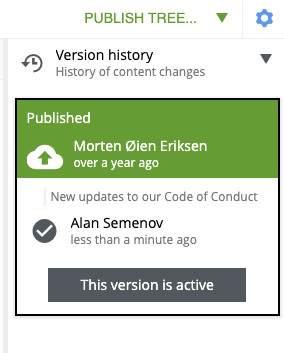 PUBLISH TREE...
Version history
History of content changes
Published
Morten Øien Eriksen
over a year ago
New updates to our Code of Conduct
Alan Semenov
less than a minute ago
This version is active